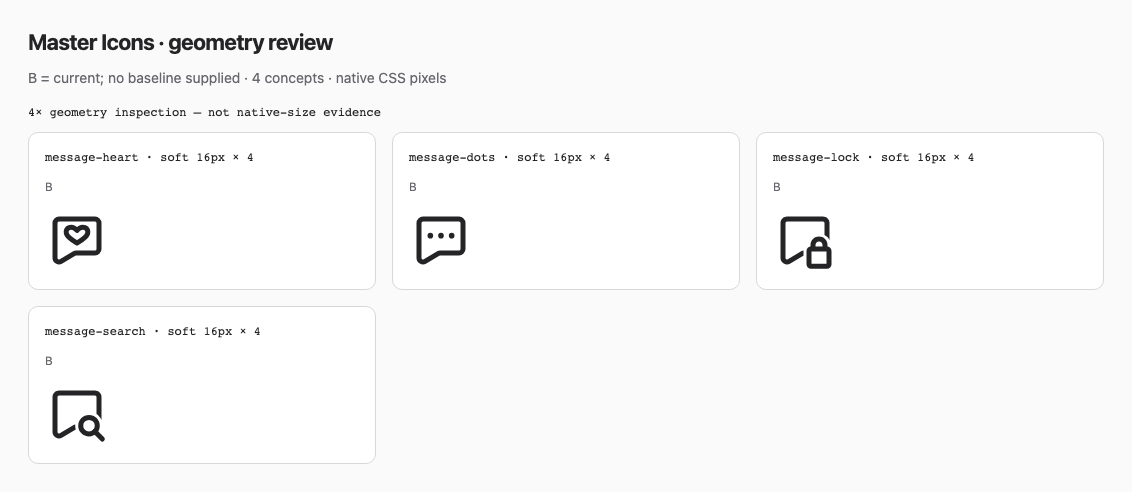 Master Icons · geometry review
B = current; no baseline supplied · 4 concepts · native CSS pixels
4× geometry inspection — not native-size evidence
message-heart · soft 16px × 4
B
message-dots · soft 16px × 4
B
message-lock · soft 16px × 4
B
message-search · soft 16px × 4
B